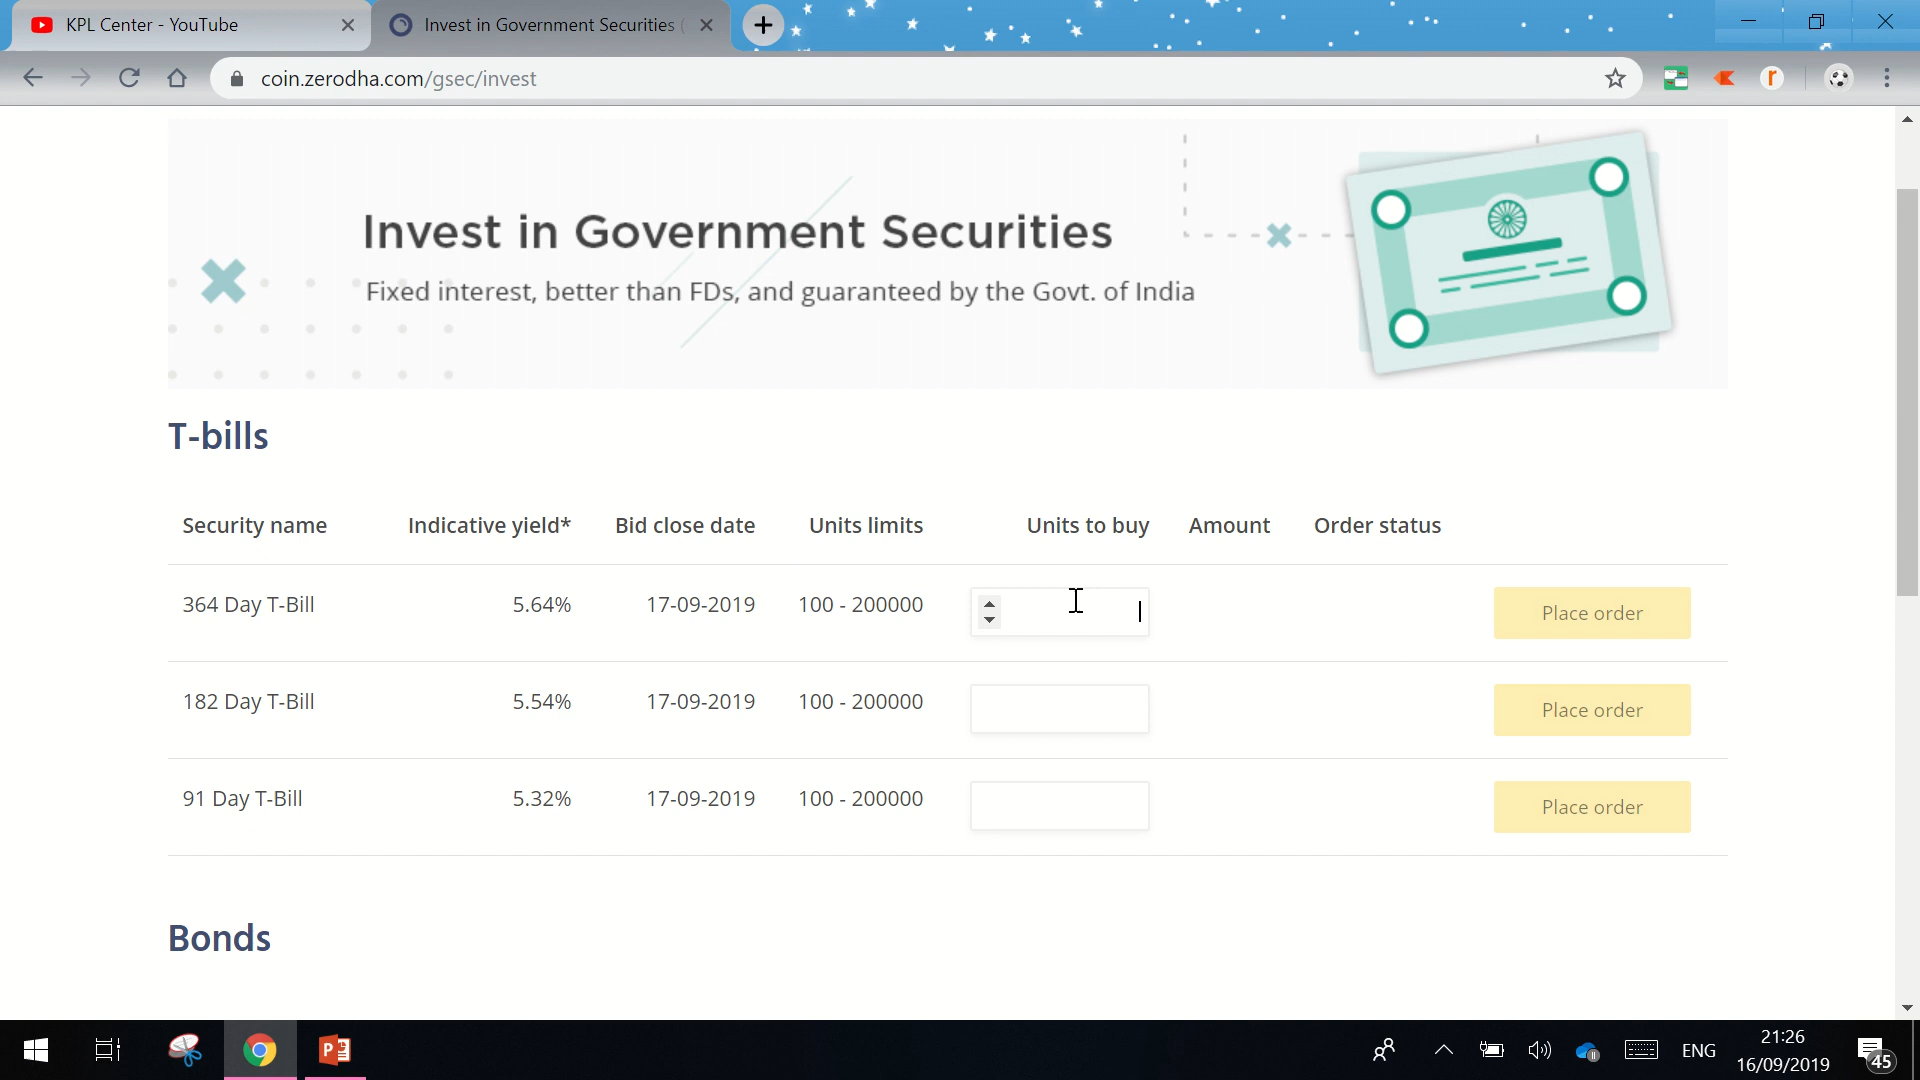 KPL Center - YouTube
Invest in Government Securities (
coin.zerodha.com/gsec/invest
Invest in Government Securities
Fixed interest, better than FDs, and guaranteed by the Govt. of India
T-bills
Security name Indicative yield* Bid close date Units limits Units to buy Amount Order status
364 Day T-Bill 5.64% 17-09-2019 100 - 200000 Place order
182 Day T-Bill 5.54% 17-09-2019 100 - 200000 Place order
91 Day T-Bill 5.32% 17-09-2019 100 - 200000 Place order
Bonds
ENG
21:26
16/09/2019
45